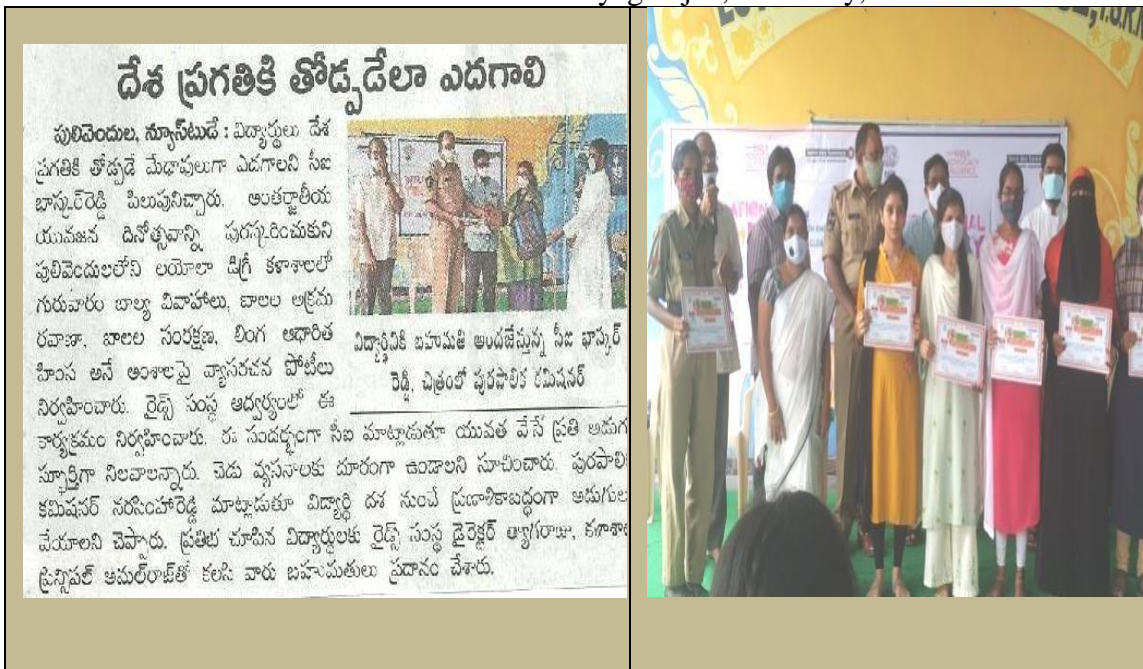 దేశ ప్రగతికి తోడ్పడేలా ఎదగాలి
పులివెందుల, న్యూస్‌టుడే : విద్యార్థులు దేశ
ప్రగతికి తోడ్పడే మేధావులుగా ఎదగాలని సీఐ
భాస్కర్‌రెడ్డి పిలుపునిచ్చారు. అంతర్జాతీయ
యువజన దినోత్సవాన్ని పురస్కరించుకుని
పులివెందులలోని లయోలా డిగ్రీ కళాశాలలో
గురువారం బాల్య వివాహాలు, బాలల అక్రమ
రవాణా, బాలల సంరక్షణ, లింగ ఆధారిత
హింస అనే అంశాలపై వ్యాసరచన పోటీలు
నిర్వహించారు. రైడ్స్ సంస్థ ఆధ్వర్యంలో ఈ
కార్యక్రమం నిర్వహించారు. ఈ సందర్భంగా సీఐ మాట్లాడుతూ యువత వేసే ప్రతి అడుగు
స్ఫూర్తిగా నిలవాలన్నారు. చెడు వ్యసనాలకు దూరంగా ఉండాలని సూచించారు. పురపాలి
కమిషనర్ నరసింహారెడ్డి మాట్లాడుతూ విద్యార్థి దశ నుంచే ప్రణాళికాబద్ధంగా అడుగుల
వేయాలని చెప్పారు. ప్రతిభ చూపిన విద్యార్థులకు రైడ్స్ సంస్థ డైరెక్టర్ త్యాగరాజు, కళాశాల
ప్రిన్సిపల్ అమల్‌రాజ్‌తో కలసి వారు బహుమతులు ప్రదానం చేశారు.
విద్యార్థినికి బహుమతి అందజేస్తున్న సీఐ భాస్కర్
రెడ్డి, చిత్రంలో పురపాలిక కమిషనర్